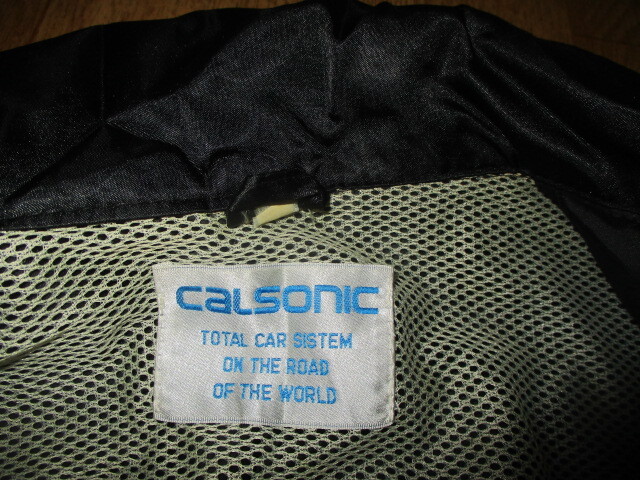 CALSONIC
TOTAL CAR SISTEM
ON THE ROAD
OF THE WORLD